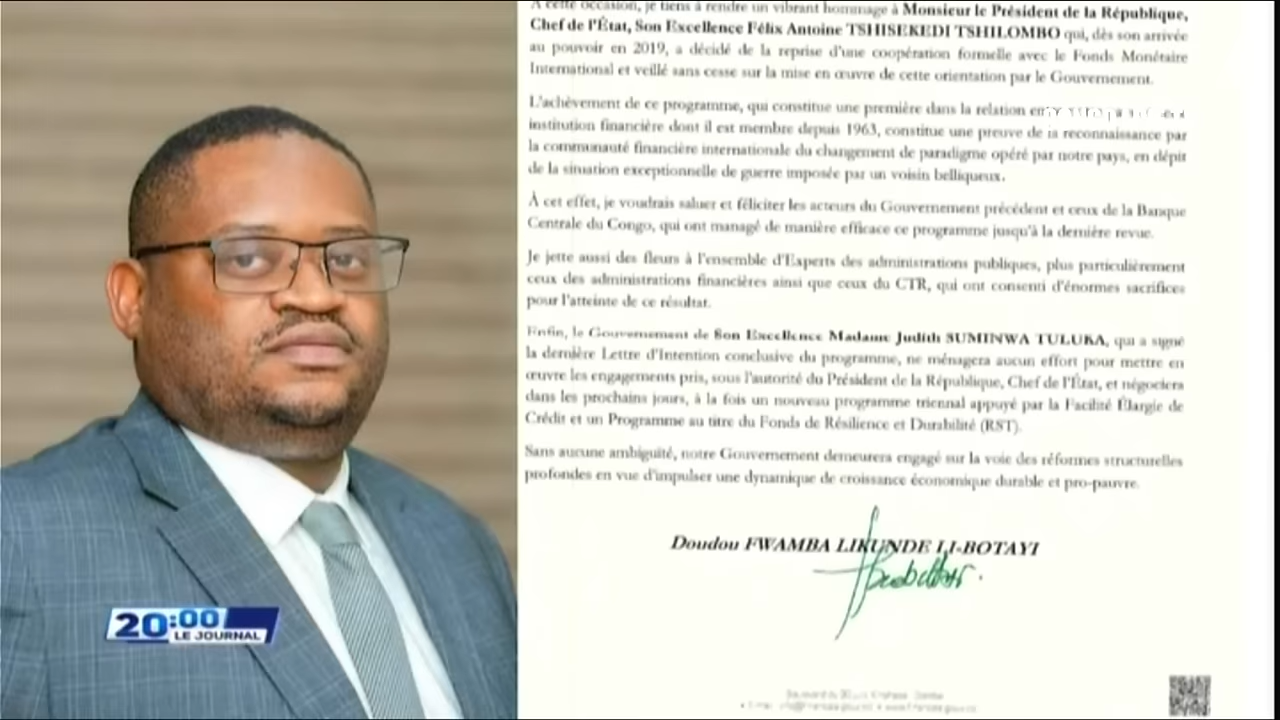 À cette occasion, je tiens à rendre un vibrant hommage à Monsieur le Président de la République,
Chef de l'État, Son Excellence Félix Antoine TSHISEKEDI TSHILOMBO qui, dès son arrivée
au pouvoir en 2019, a décidé de la reprise d'une coopération formelle avec le Fonds Monétaire
International et veillé sans cesse sur la mise en œuvre de cette orientation par le Gouvernement.
L'achèvement de ce programme, qui constitue une première dans la relation
institution financière dont il est membre depuis 1963, constitue une preuve de la reconnaissance par
la communauté financière internationale du changement de paradigme opéré par notre pays, en dépit
de la situation exceptionnelle de guerre imposée par un voisin belliqueux.
À cet effet, je voudrais saluer et féliciter les acteurs du Gouvernement précédent et ceux de la Banque
Centrale du Congo, qui ont managé de manière efficace ce programme jusqu'à la dernière revue.
Je jette aussi des fleurs à l'ensemble d'Experts des administrations publiques, plus particulièrement
ceux des administrations financières ainsi que ceux du CTR, qui ont consenti d'énormes sacrifices
pour l'atteinte de ce résultat.
Enfin, le Gouvernement de Son Excellence Madame Judith SUMINWA TULUKA, qui a signé
la dernière Lettre d'Intention conclusive du programme, ne ménagera aucun effort pour mettre en
œuvre les engagements pris, sous l'autorité du Président de la République, Chef de l'État, et négociera
dans les prochains jours, à la fois un nouveau programme triennal appuyé par la Facilité Élargie de
Crédit et un Programme au titre du Fonds de Résilience et Durabilité (RST).
Sans aucune ambiguïté, notre Gouvernement demeurera engagé sur la voie des réformes structurelles
profondes en vue d'impulser une dynamique de croissance économique durable et pro-pauvre.
Doudou FWAMBA LIKUNDE LI-BOTAYI
20:00
LE JOURNAL